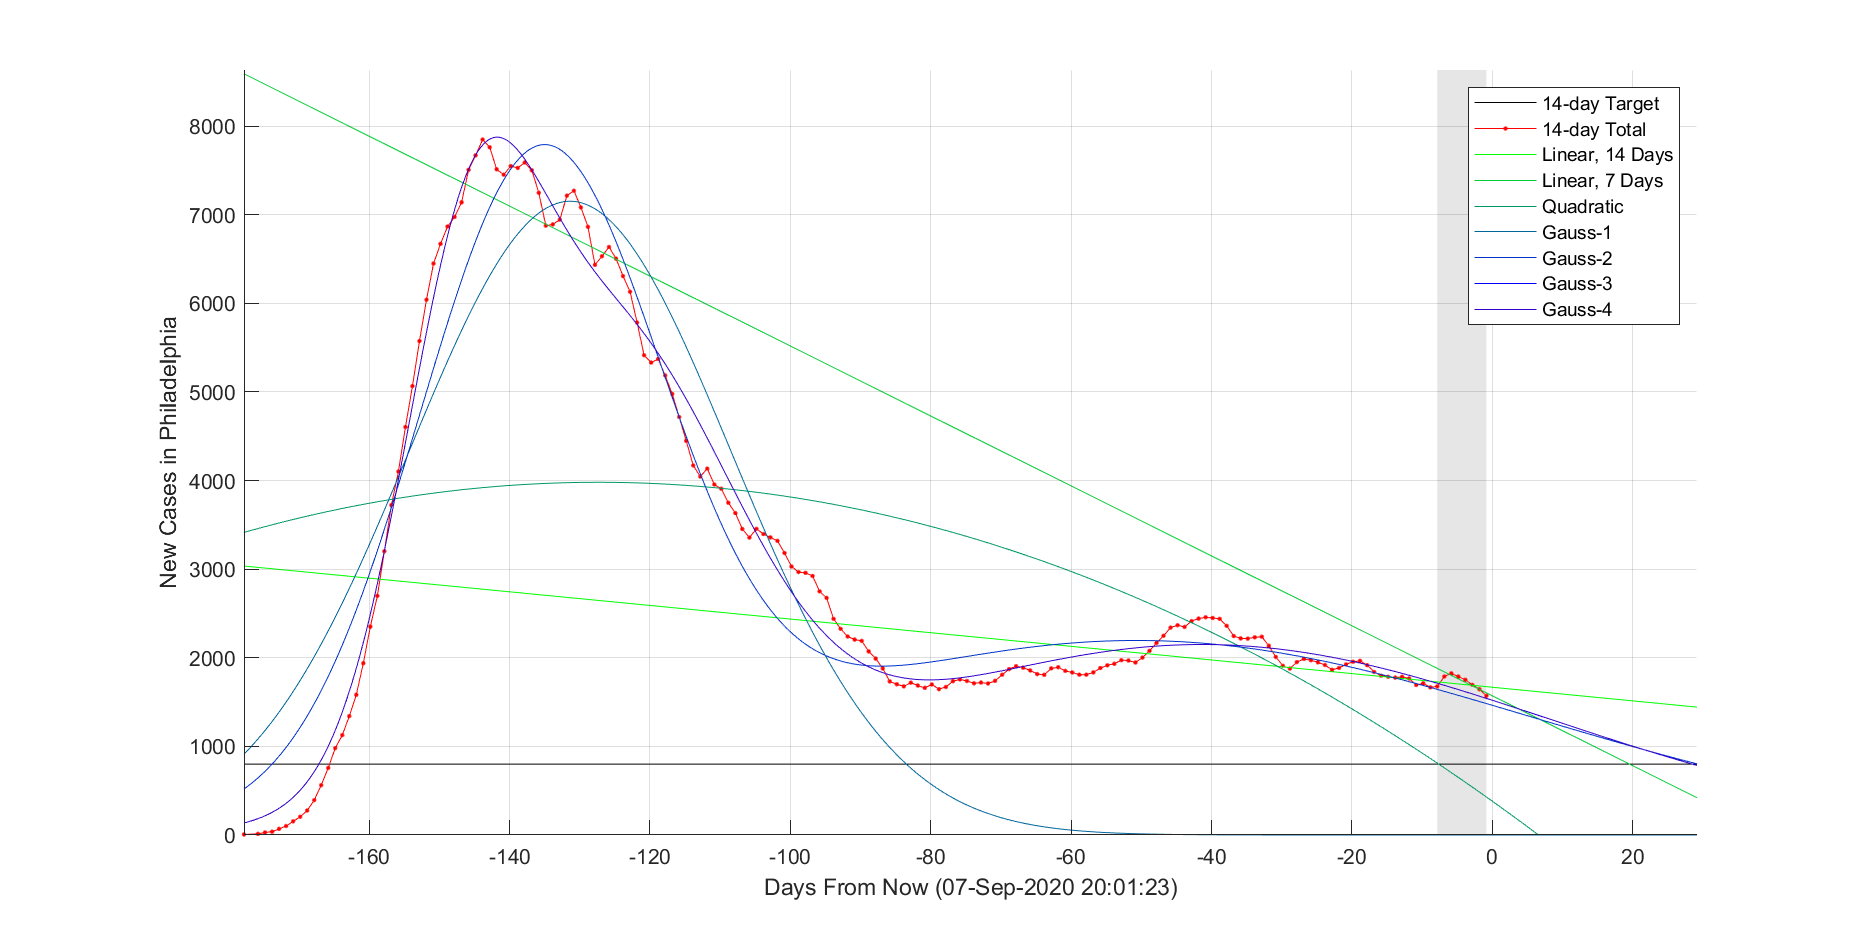 New Cases in Philadelphia
8000
7000
6000
5000
4000
3000
2000
1000
0
-160
-140
-120
-100
-80
-60
-40
-20
0
20
Days From Now (07-Sep-2020 20:01:23)
14-day Target
14-day Total
Linear, 14 Days
Linear, 7 Days
Quadratic
Gauss-1
Gauss-2
Gauss-3
Gauss-4